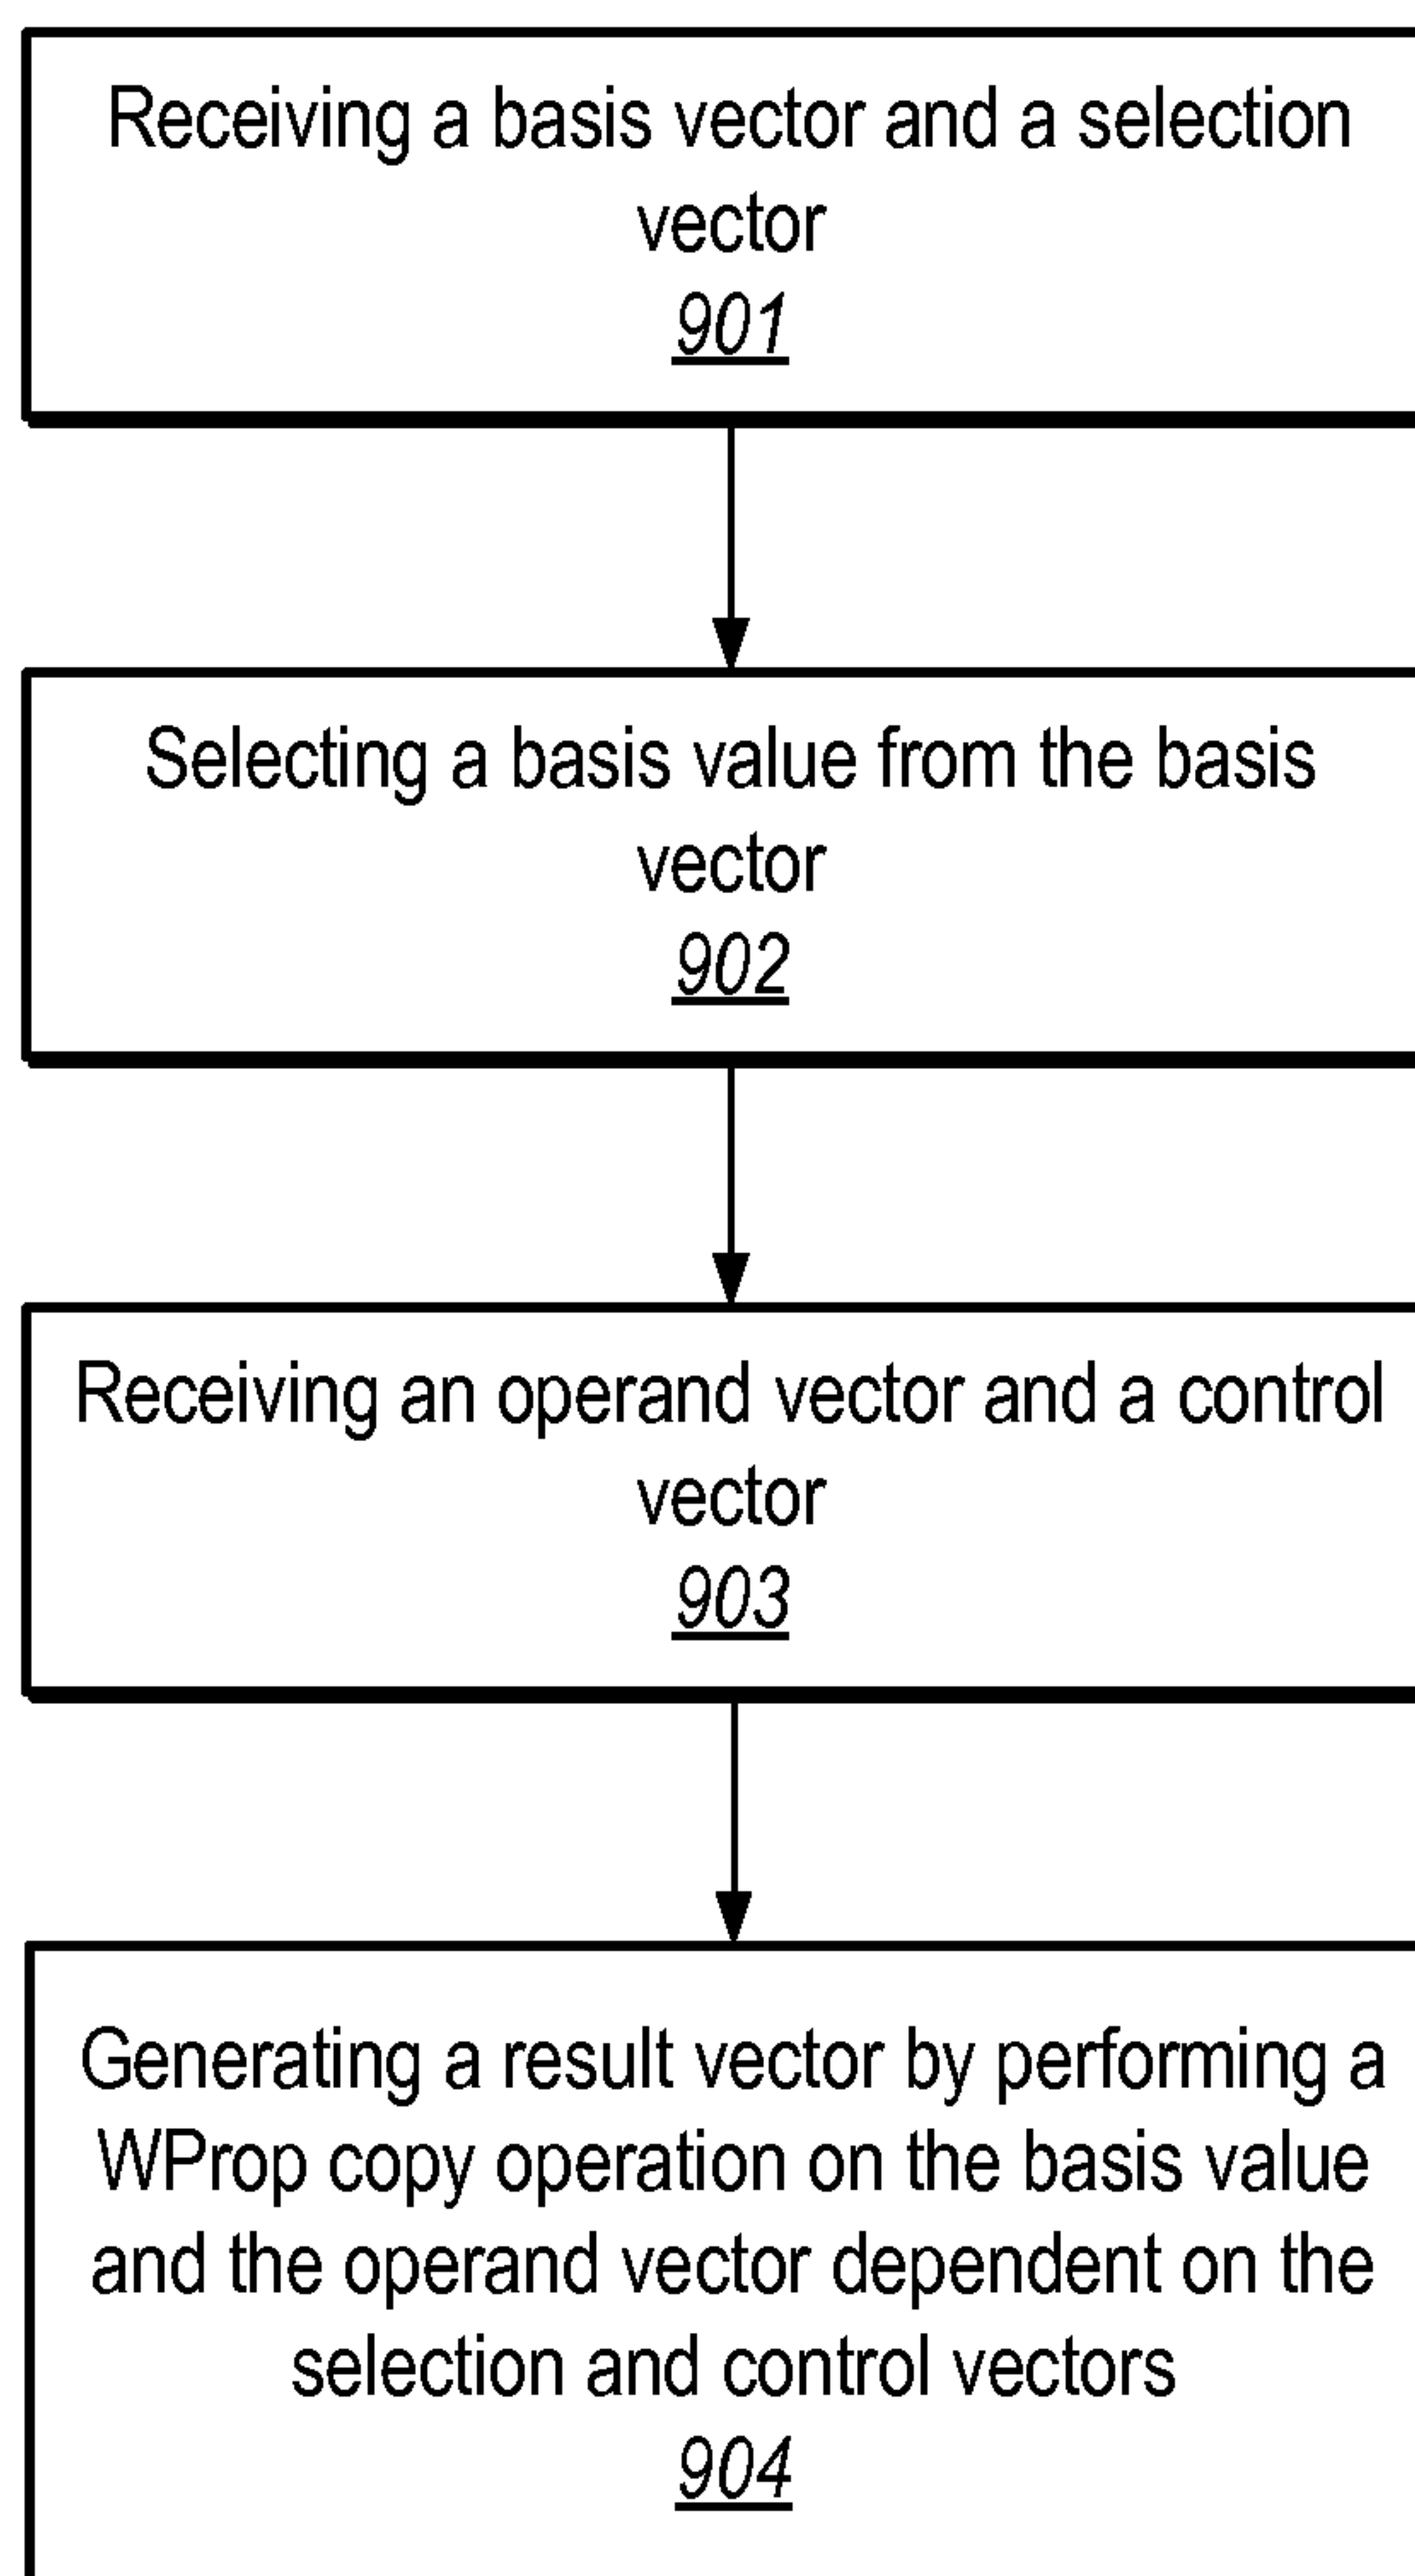 Receiving a basis vector and a selection
vector
901
Selecting a basis value from the basis
vector
902
Receiving an operand vector and a control
vector
903
Generating a result vector by performing a
WProp copy operation on the basis value
and the operand vector dependent on the
selection and control vectors
904